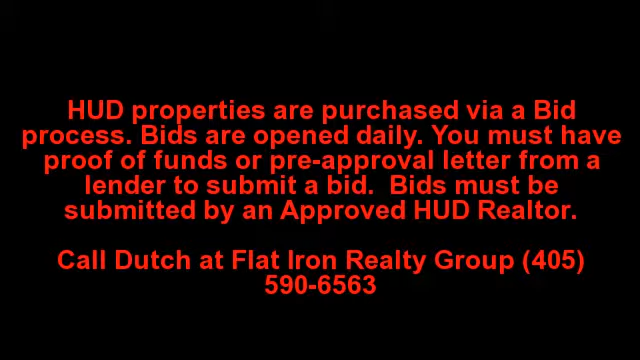 HUD properties are purchased via a Bid
process. Bids are opened daily. You must have
proof of funds or pre-approval letter from a
lender to submit a bid.  Bids must be
submitted by an Approved HUD Realtor.
Call Dutch at Flat Iron Realty Group (405)
590-6563